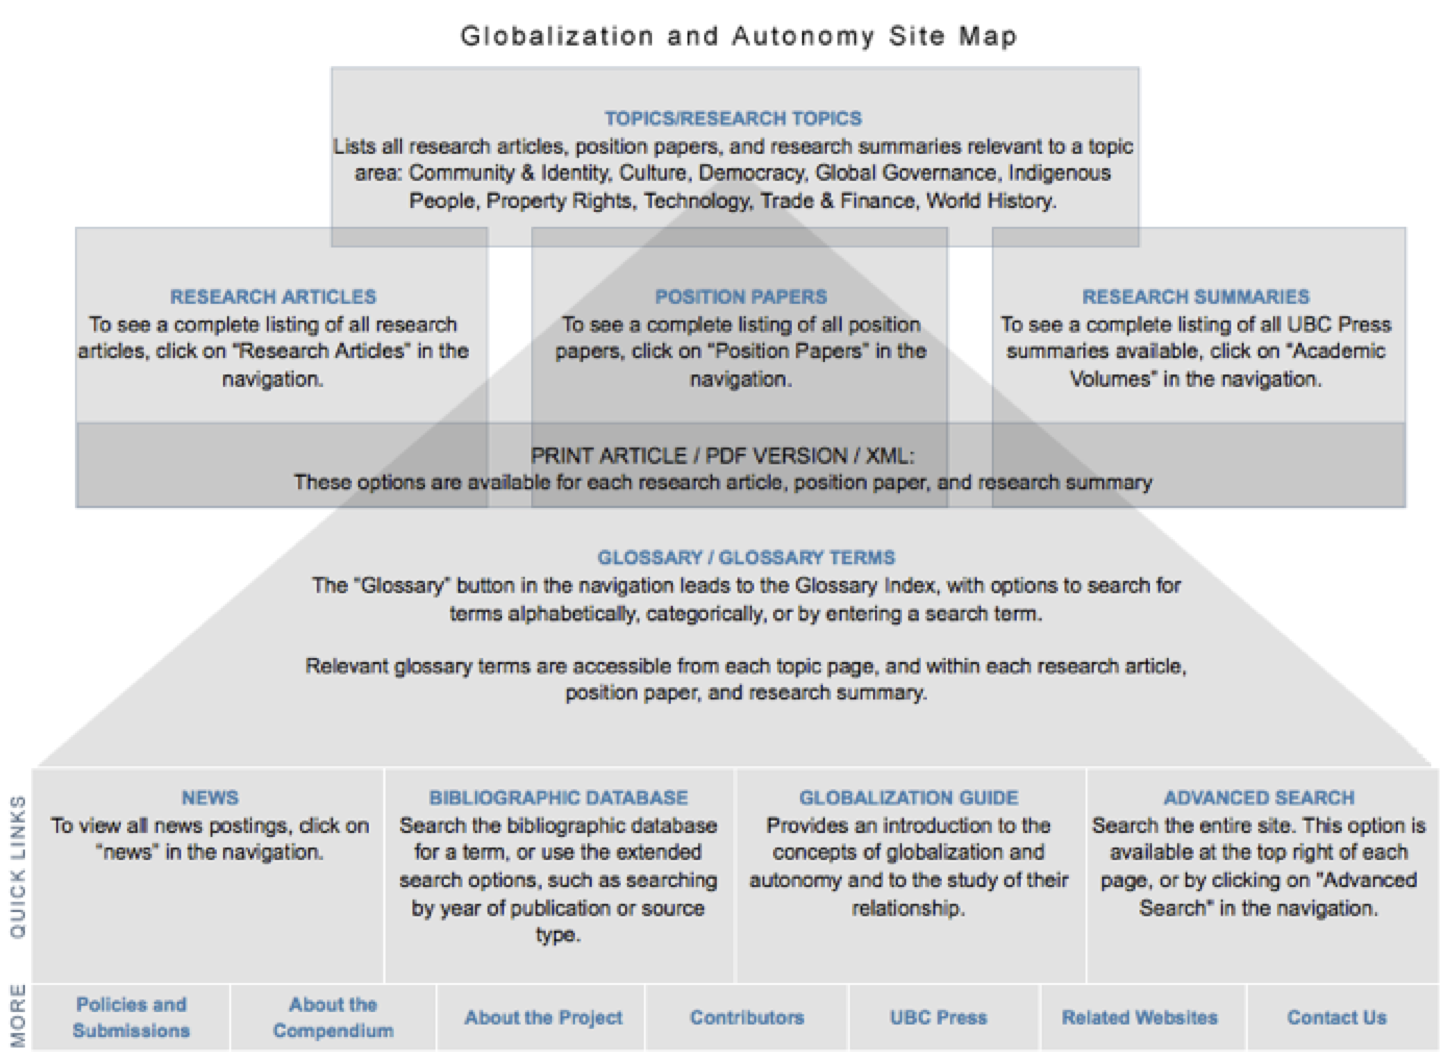 Globalization and Autonomy Site Map
TOPICS/RESEARCH TOPICS
Lists all research articles, position papers, and research summaries relevant to a topic
area: Community & Identity, Culture, Democracy, Global Governance, Indigenous
People, Property Rights, Technology, Trade & Finance, World History.
RESEARCH ARTICLES
To see a complete listing of all research
articles, click on "Research Articles" in the
navigation.
POSITION PAPERS
To see a complete listing of all position
papers, click on "Position Papers" in the
navigation.
RESEARCH SUMMARIES
To see a complete listing of all UBC Press
summaries available, click on "Academic
Volumes" in the navigation.
PRINT ARTICLE / PDF VERSION / XML:
These options are available for each research article, position paper, and research summary
GLOSSARY / GLOSSARY TERMS
The "Glossary" button in the navigation leads to the Glossary Index, with options to search for
terms alphabetically, categorically, or by entering a search term.
Relevant glossary terms are accessible from each topic page, and within each research article,
position paper, and research summary.
QUICK LINKS
NEWS
To view all news postings, click on
"news" in the navigation.
BIBLIOGRAPHIC DATABASE
Search the bibliographic database
for a term, or use the extended
search options, such as searching
by year of publication or source
type.
GLOBALIZATION GUIDE
Provides an introduction to the
concepts of globalization and
autonomy and to the study of their
relationship.
ADVANCED SEARCH
Search the entire site. This option is
available at the top right of each
page, or by clicking on "Advanced
Search" in the navigation.
MORE
Policies and
Submissions
About the
Compendium
About the Project
Contributors
UBC Press
Related Websites
Contact Us